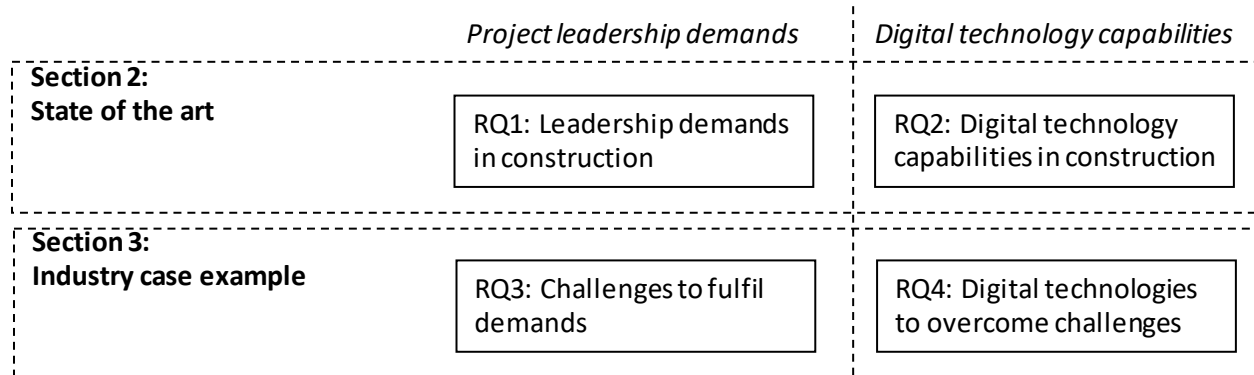 Project leadership demands
Digital technology capabilities
Section 2:
State of the art
RQ1: Leadership demands
in construction
RQ2: Digital technology
capabilities in construction
Section 3:
Industry case example
RQ3: Challenges to fulfil
demands
RQ4: Digital technologies
to overcome challenges